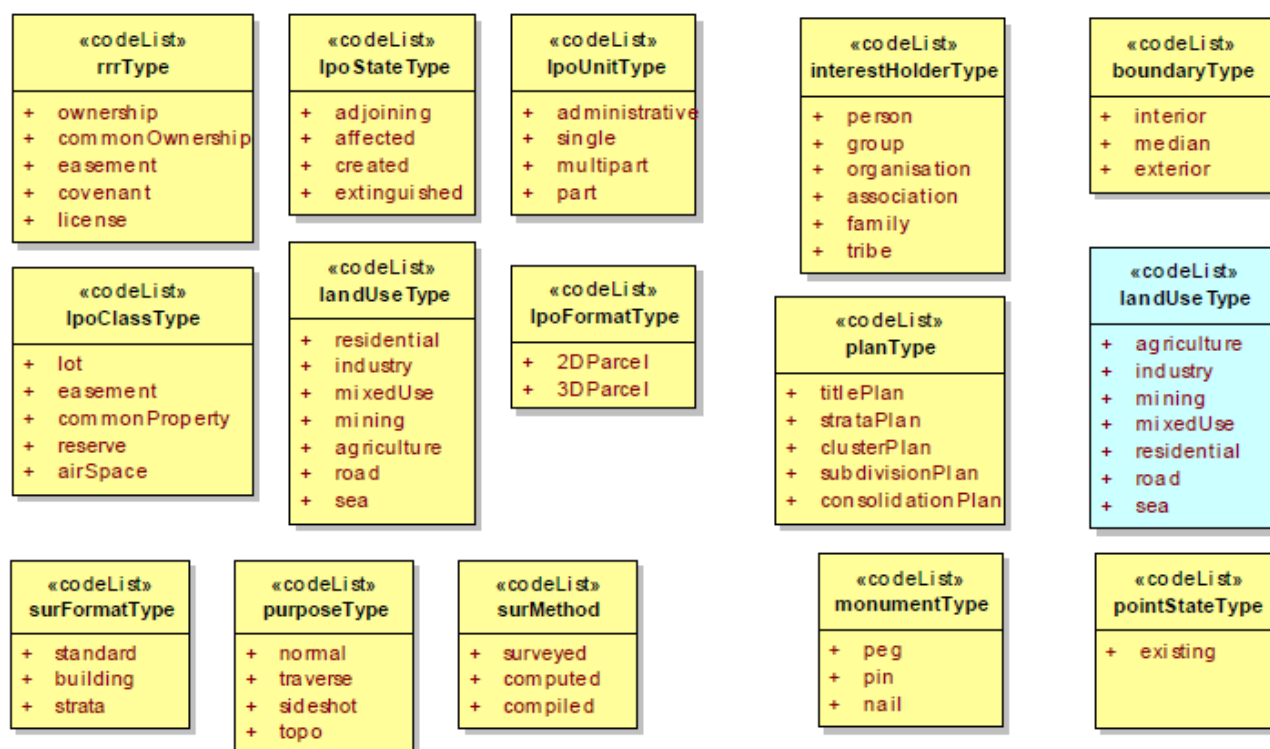 «codeList»
rrrType
+ ownership
+ commonOwnership
+ easement
+ covenant
+ license
«codeList»
lpoStateType
+ adjoining
+ affected
+ created
+ extinguished
«codeList»
lpoUnitType
+ administrative
+ single
+ multipart
+ part
«codeList»
interestHolderType
+ person
+ group
+ organisation
+ association
+ family
+ tribe
«codeList»
boundaryType
+ interior
+ median
+ exterior
«codeList»
lpoClassType
+ lot
+ easement
+ commonProperty
+ reserve
+ airSpace
«codeList»
landUseType
+ residential
+ industry
+ mixedUse
+ mining
+ agriculture
+ road
+ sea
«codeList»
lpoFormatType
+ 2DParcel
+ 3DParcel
«codeList»
planType
+ titlePlan
+ strataPlan
+ clusterPlan
+ subdivisionPlan
+ consolidationPlan
«codeList»
landUseType
+ agriculture
+ industry
+ mining
+ mixedUse
+ residential
+ road
+ sea
«codeList»
surFormatType
+ standard
+ building
+ strata
«codeList»
purposeType
+ normal
+ traverse
+ sideshot
+ topo
«codeList»
surMethod
+ surveyed
+ computed
+ compiled
«codeList»
monumentType
+ peg
+ pin
+ nail
«codeList»
pointStateType
+ existing